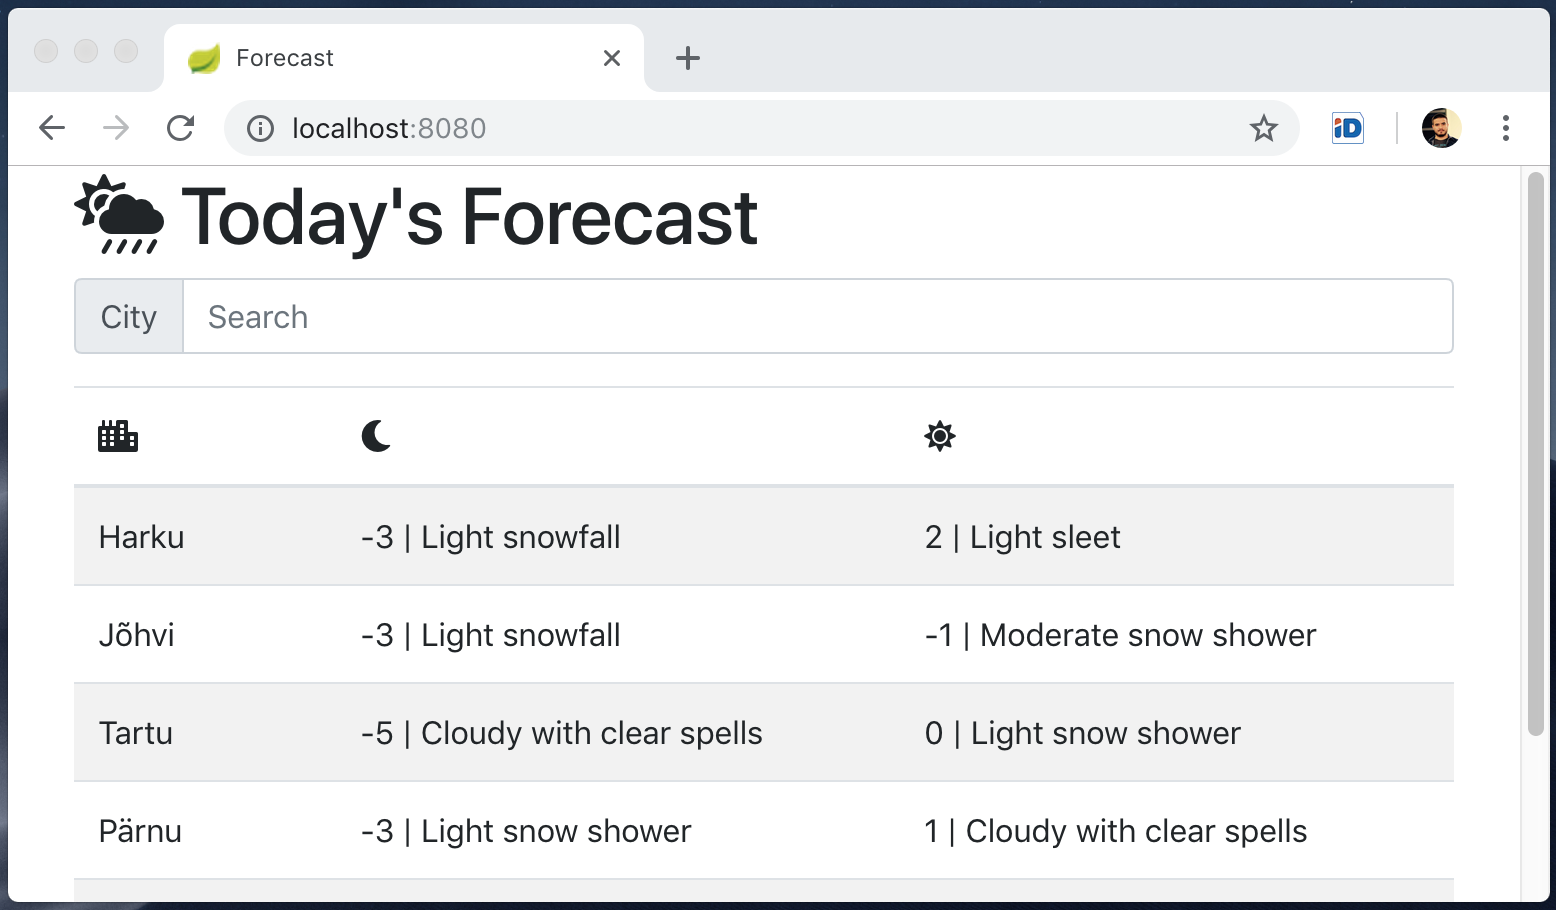 Forecast
localhost:8080
iD
Today's Forecast
City Search
Harku -3 | Light snowfall 2 | Light sleet
Jõhvi -3 | Light snowfall -1 | Moderate snow shower
Tartu -5 | Cloudy with clear spells 0 | Light snow shower
Pärnu -3 | Light snow shower 1 | Cloudy with clear spells